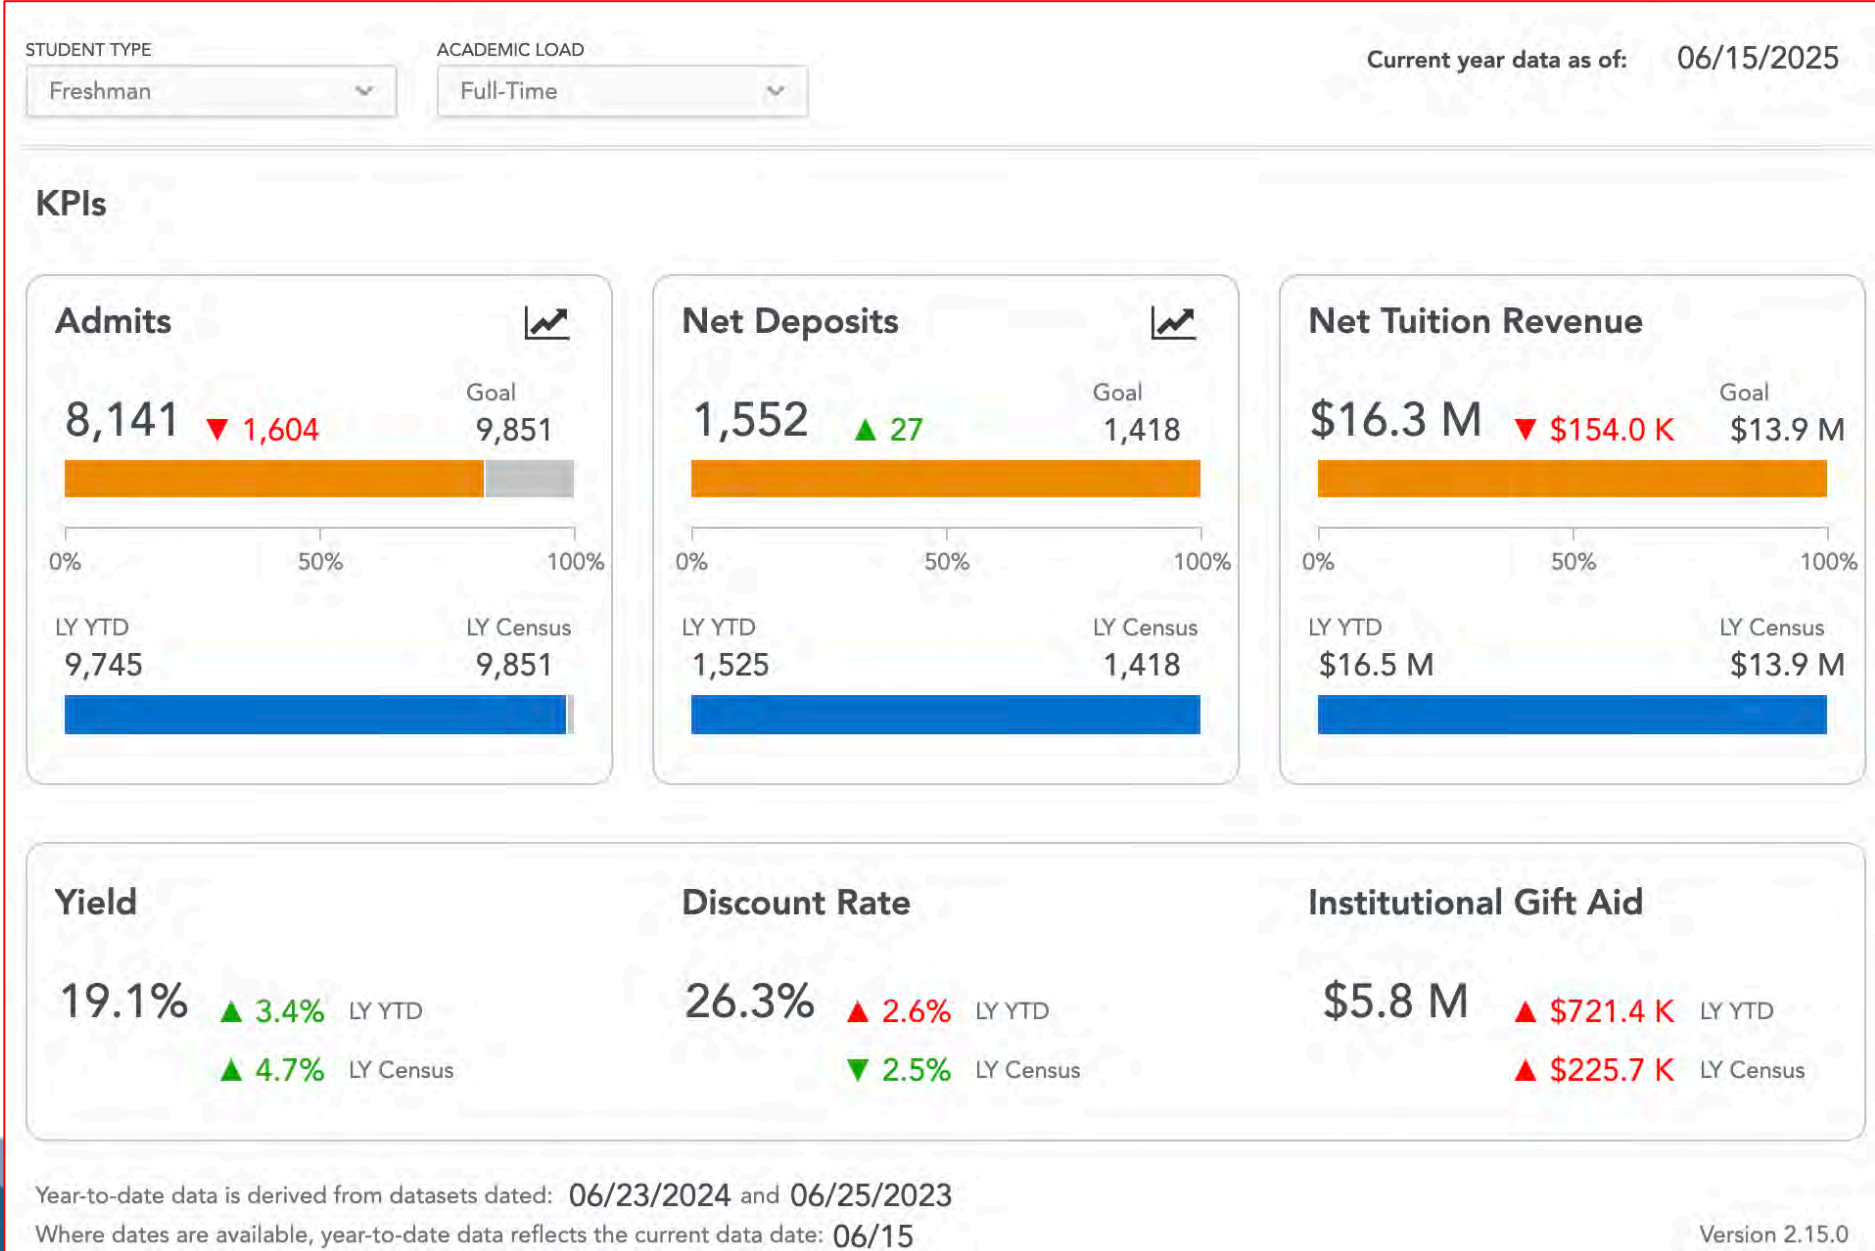 STUDENT TYPE ACADEMIC LOAD
Current year data as of: 06/15/2025
Freshman Full-Time
KPIs
Admits
Goal
8,141 ▼ 1,604 9,851
0% 50% 100%
LY YTD LY Census
9,745 9,851
Net Deposits
Goal
1,552 ▲ 27 1,418
0% 50% 100%
LY YTD LY Census
1,525 1,418
Net Tuition Revenue
Goal
$16.3 M ▼ $154.0 K $13.9 M
0% 50% 100%
LY YTD LY Census
$16.5 M $13.9 M
Yield
19.1% ▲ 3.4% LY YTD
▲ 4.7% LY Census
Discount Rate
26.3% ▲ 2.6% LY YTD
▼ 2.5% LY Census
Institutional Gift Aid
$5.8 M ▲ $721.4 K LY YTD
▲ $225.7 K LY Census
Year-to-date data is derived from datasets dated: 06/23/2024 and 06/25/2023
Where dates are available, year-to-date data reflects the current data date: 06/15
Version 2.15.0